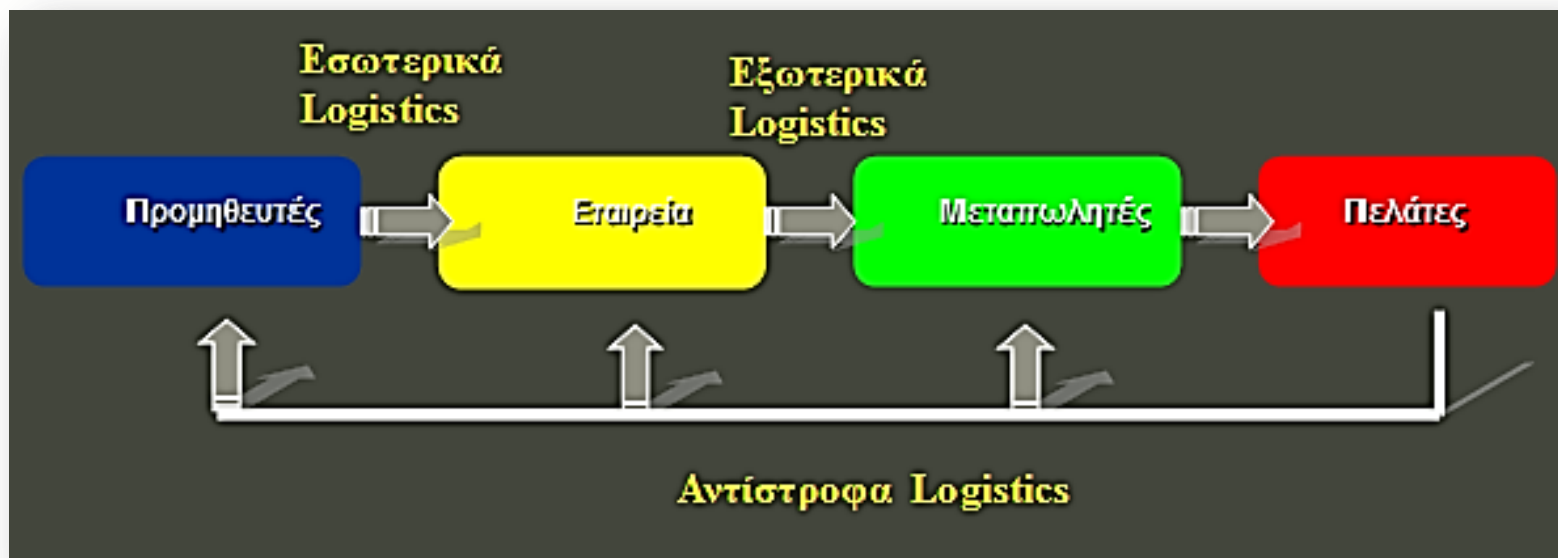 Εσωτερικά
Logistics
Εξωτερικά
Logistics
Προμηθευτές
Εταιρεία
Μεταπωλητές
Πελάτες
Αντίστροφα Logistics